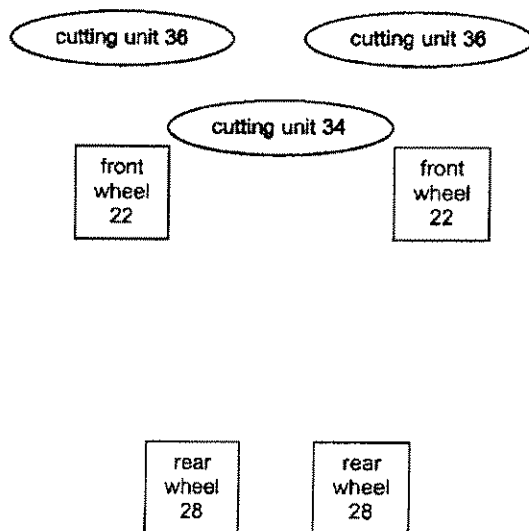 cutting unit 36
cutting unit 36
cutting unit 34
front
wheel
22
front
wheel
22
rear
wheel
28
rear
wheel
28